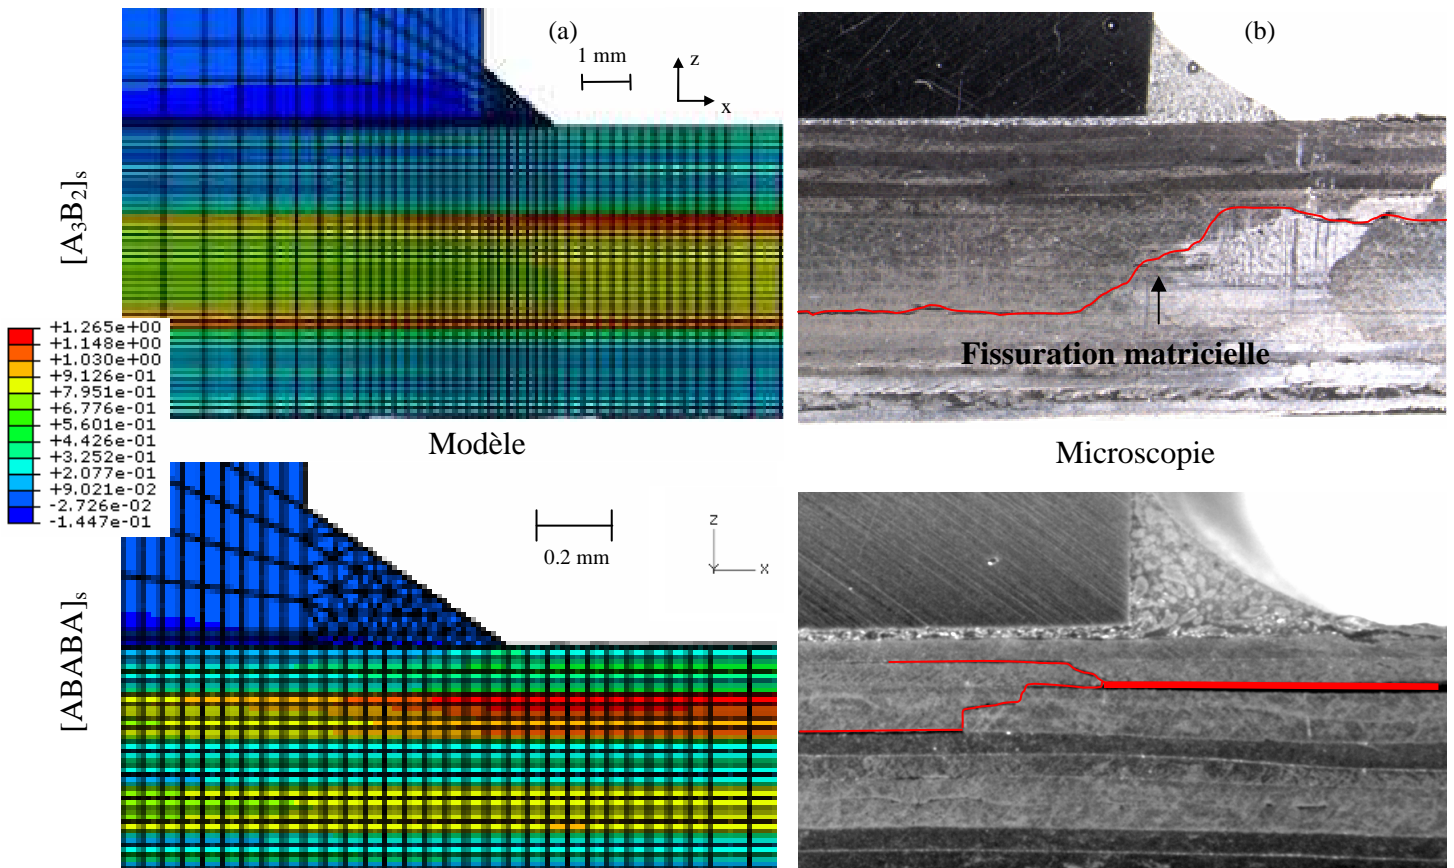 (a)
1 mm
z
x
(b)
[A₃B₂]ₛ
Fissuration matricielle
+1.265e+00
+1.148e+00
+1.030e+00
+9.126e-01
+7.951e-01
+6.776e-01
+5.601e-01
+4.426e-01
+3.252e-01
+2.077e-01
+9.021e-02
-2.726e-02
-1.447e-01
Modèle
Microscopie
0.2 mm
Z
Y
X
[ABABA]ₛ